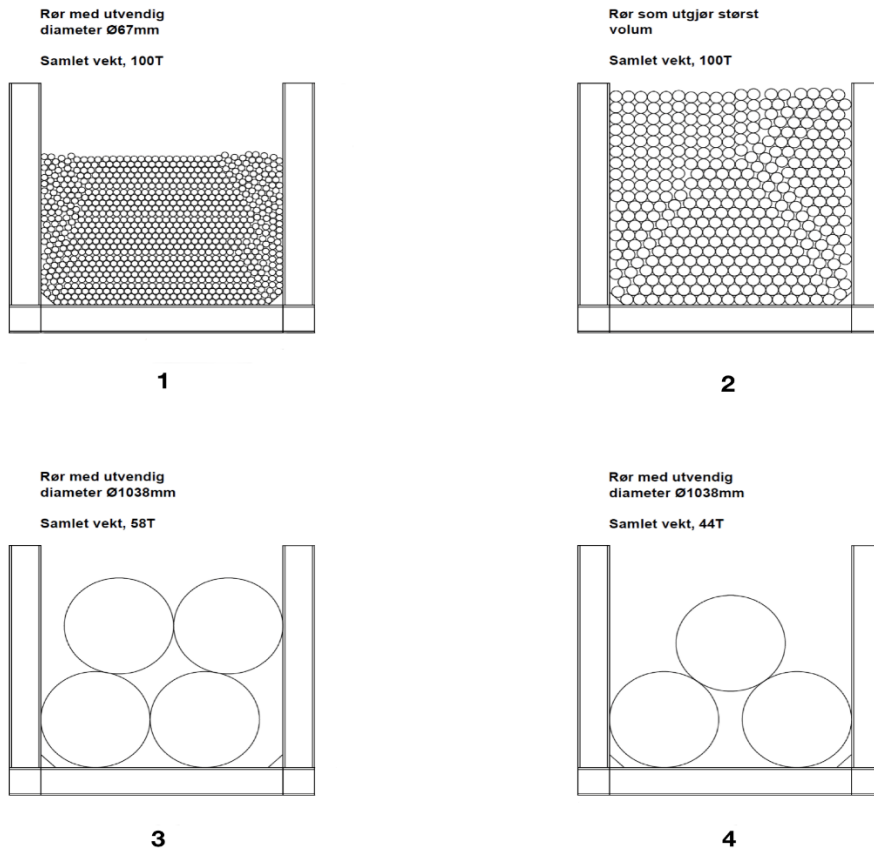 Rør med utvendig
diameter Ø67mm
Samlet vekt, 100T
1
Rør som utgjør størst
volum
Samlet vekt, 100T
2
Rør med utvendig
diameter Ø1038mm
Samlet vekt, 58T
3
Rør med utvendig
diameter Ø1038mm
Samlet vekt, 44T
4